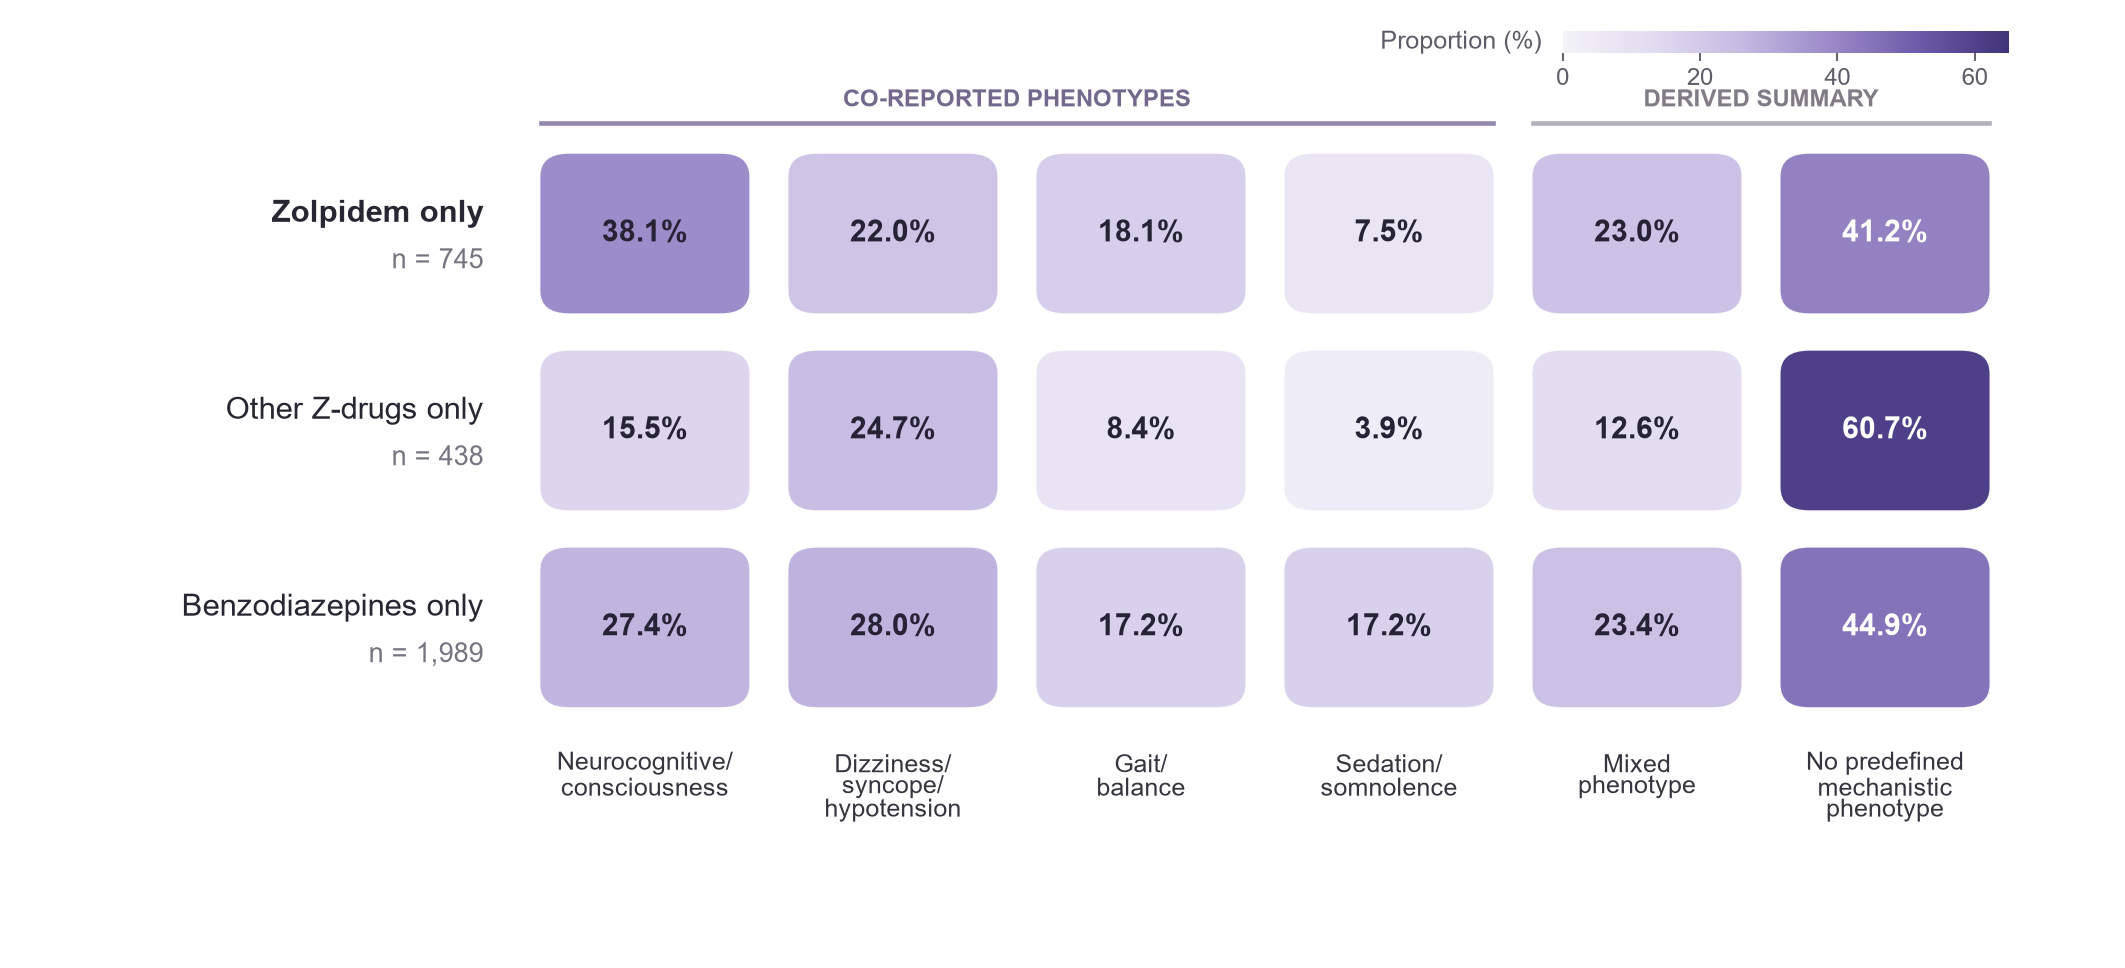 Proportion (%)
0 20 40 60
CO-REPORTED PHENOTYPES
DERIVED SUMMARY
Zolpidem only
n = 745
38.1% 22.0% 18.1% 7.5% 23.0% 41.2%
Other Z-drugs only
n = 438
15.5% 24.7% 8.4% 3.9% 12.6% 60.7%
Benzodiazepines only
n = 1,989
27.4% 28.0% 17.2% 17.2% 23.4% 44.9%
Neurocognitive/
consciousness
Dizziness/
syncope/
hypotension
Gait/
balance
Sedation/
somnolence
Mixed
phenotype
No predefined
mechanistic
phenotype